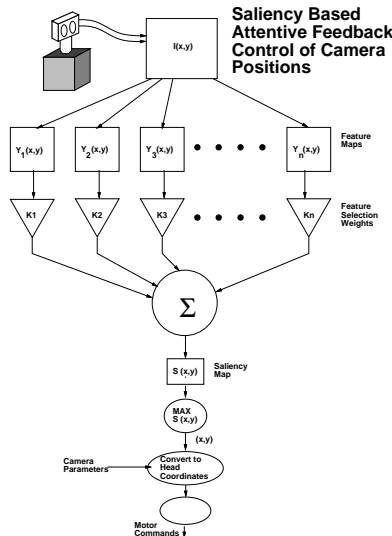 Saliency Based
Attentive Feedback
Control of Camera
Positions
I(x,y)
Y1(x,y) Y2(x,y) Y3(x,y) Yn(x,y)
Feature
Maps
K1 K2 K3 Kn
Feature
Selection
Weights
Σ
S (x,y)
Saliency
Map
MAX
S (x,y)
(x,y)
Camera
Parameters
Convert to
Head
Coordinates
Motor
Commands